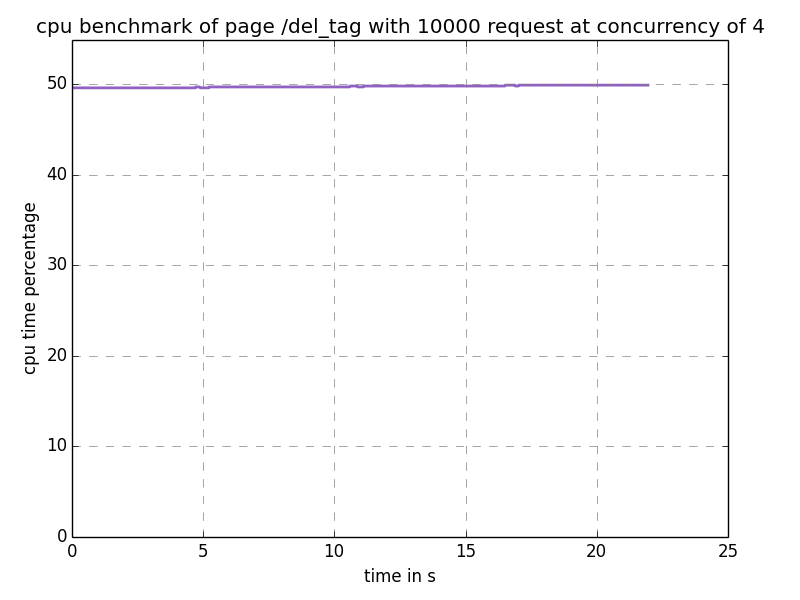 cpu benchmark of page /del_tag with 10000 request at concurrency of 4
50
40
30
20
10
0
cpu time percentage
0 5 10 15 20 25
time in s